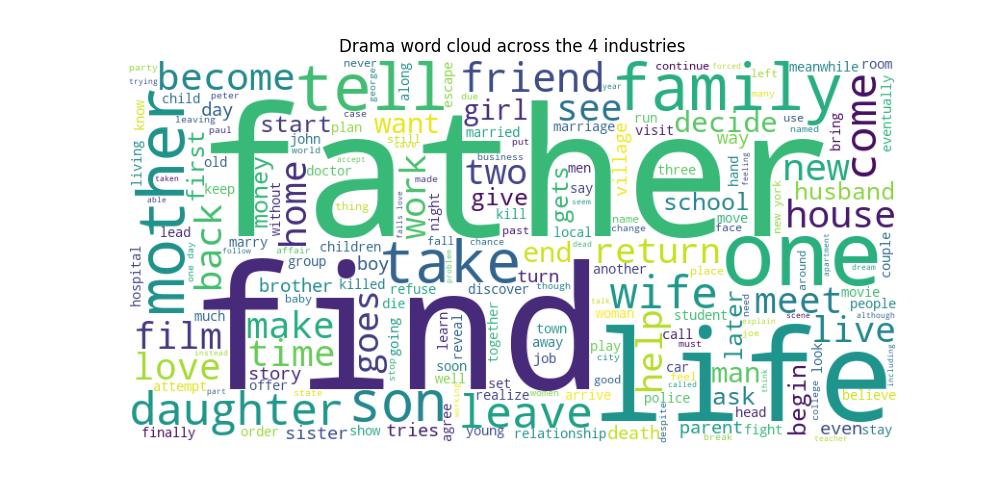 Drama word cloud across the 4 industries
party
never
continue
forced
left
meanwhile
room
trying
become
tell
friend
family
year
many
child
peter
george
along
escape
due
know
leaving
day
case
girl
see
run
decide
use
come
eventually
start
plan
want
married
marriage
visit
way
named
bring
mother
paul
john
still
put
father
world
save
living
first
old
money
doctor
work
business
two
men
village
three
hand
feeling
new
accept
taken
keep
home
made
give
say
gets
school
husband
able
without
thing
falls love
night
kill
seem
name
move
new york
house
lead
back
past
local
change
face
marry
affair
one day
follow
children
fall
chance
end
dead
return
one
couple
hospital
group
boy
take
problem
turn
another
place
around
apartment
dream
brother
killed
refuse
discover
though
wife
meet
movie
much
baby
find
talk
woman
need
people
die
goes
student
scene
although
film
make
going
learn
reveal
together
town
call
explain
live
time
away
play
help
must
joe
later
look
including
instead
stop
soon
job
city
car
love
story
well
good
feel
man
think
attempt
offer
set
realize
women
arrive
police
called
life
ask
begin
college
believe
part
state
son
working
daughter
leave
despite
head
finally
order
sister
show
tries
agree
young
relationship
death
parent
break
fight
teacher
even
stay